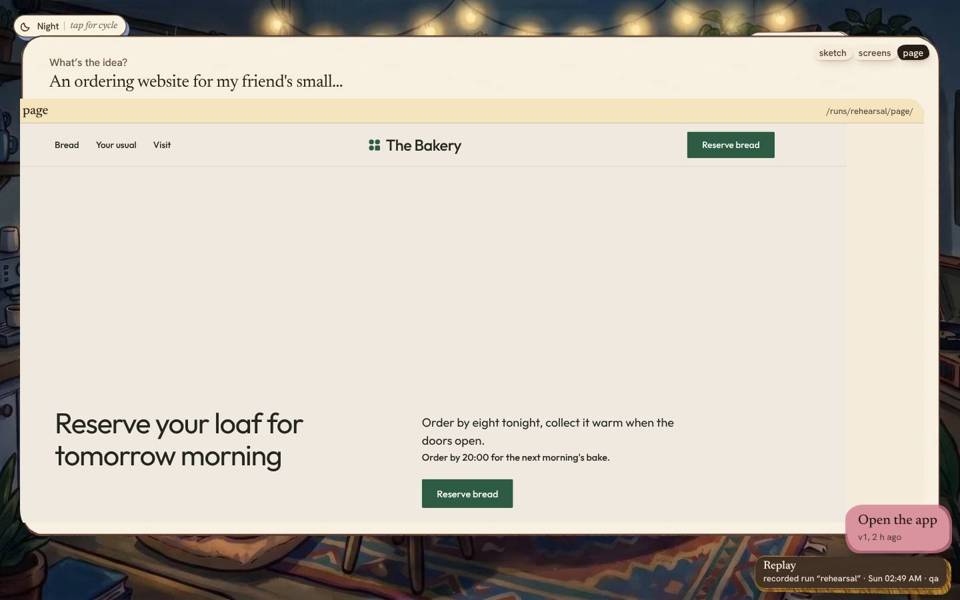 Night | tap for cycle
What's the idea?
An ordering website for my friend's small...
sketch screens page
page
/runs/rehearsal/page/
Bread Your usual Visit
The Bakery
Reserve bread
Reserve your loaf for
tomorrow morning
Order by eight tonight, collect it warm when the
doors open.
Order by 20:00 for the next morning's bake.
Reserve bread
Open the app
v1, 2 h ago
Replay
recorded run "rehearsal" · Sun 02:49 AM · qa